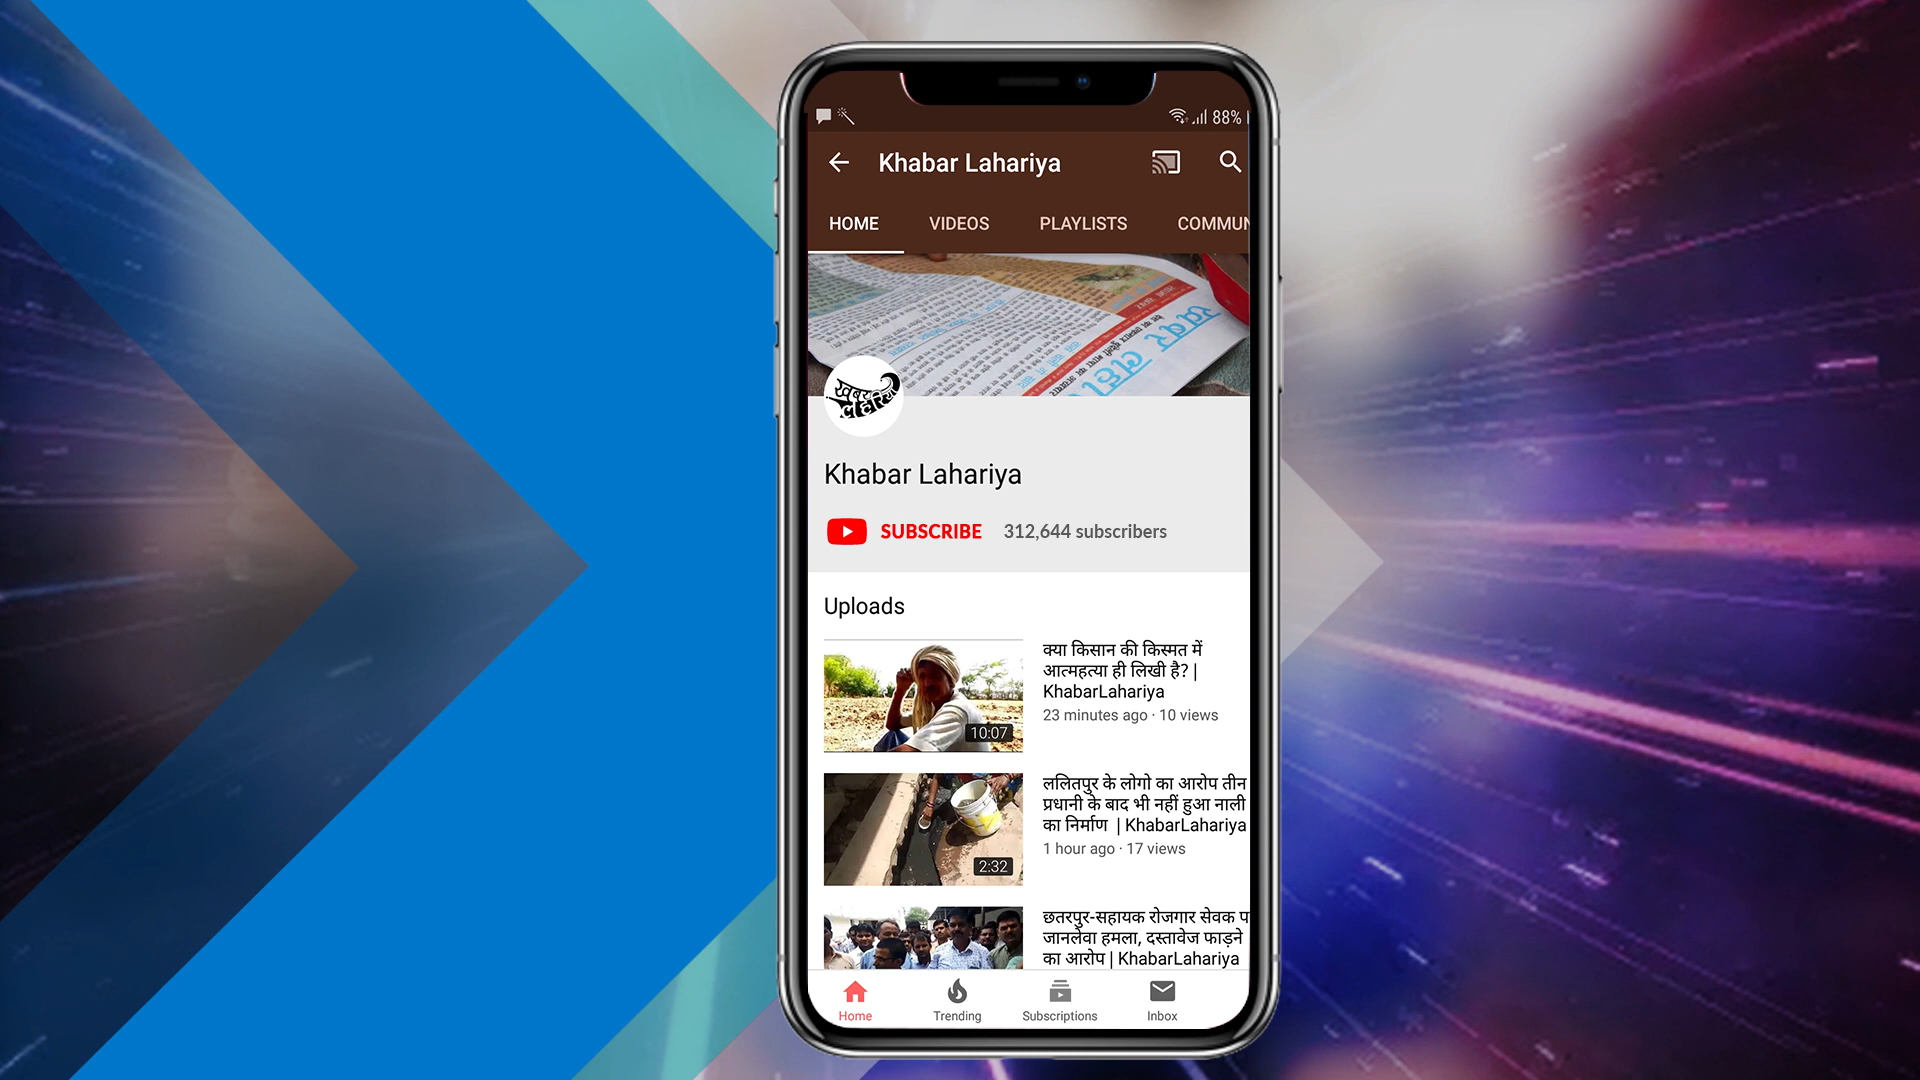 88%
Khabar Lahariya
HOME VIDEOS PLAYLISTS COMMUN
खबर लहरिया
Khabar Lahariya
SUBSCRIBE 312,644 subscribers
Uploads
क्या किसान की किस्मत में
आत्महत्या ही लिखी है? |
KhabarLahariya
23 minutes ago · 10 views
10:07
ललितपुर के लोगो का आरोप तीन
प्रधानी के बाद भी नहीं हुआ नाली
का निर्माण | KhabarLahariya
1 hour ago · 17 views
2:32
छतरपुर-सहायक रोजगार सेवक प
जानलेवा हमला, दस्तावेज फाड़ने
का आरोप | KhabarLahariya
Home Trending Subscriptions Inbox